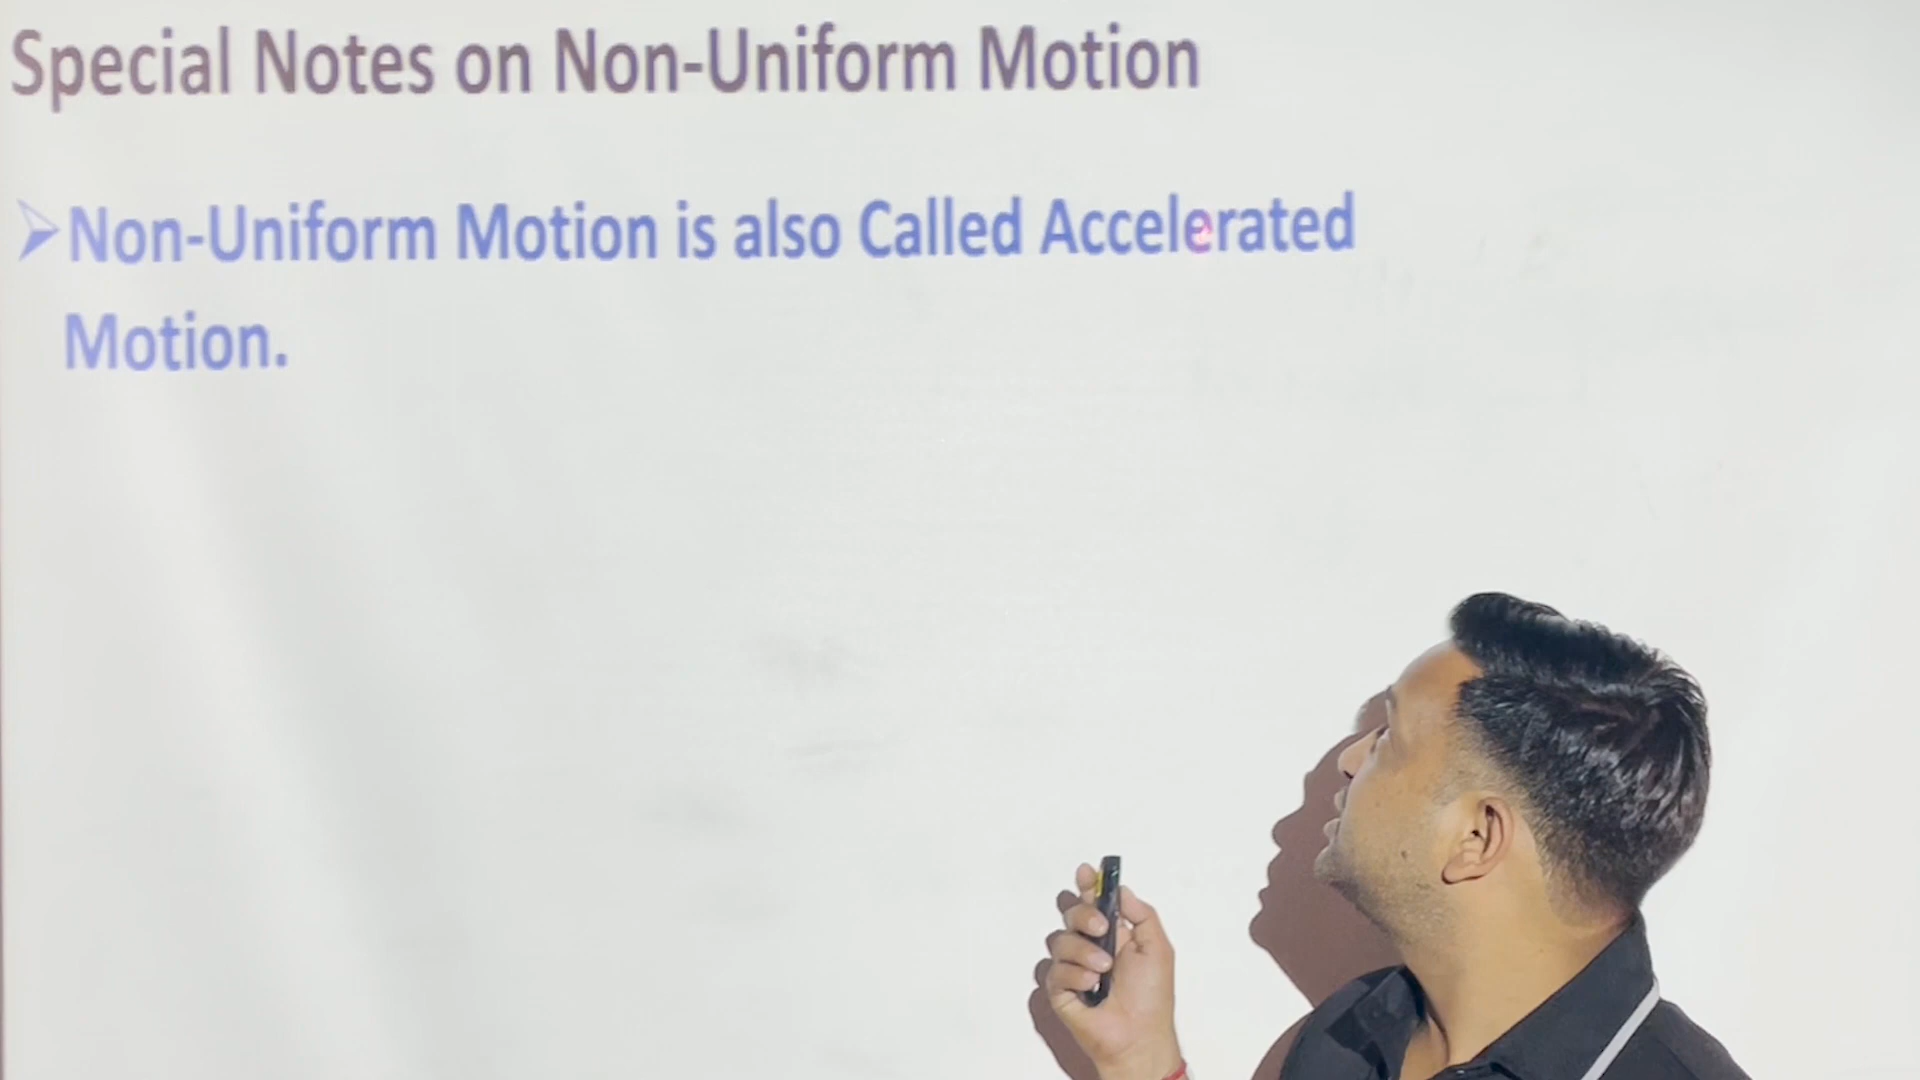 Special Notes on Non-Uniform Motion
➢Non-Uniform Motion is also Called Accelerated
Motion.